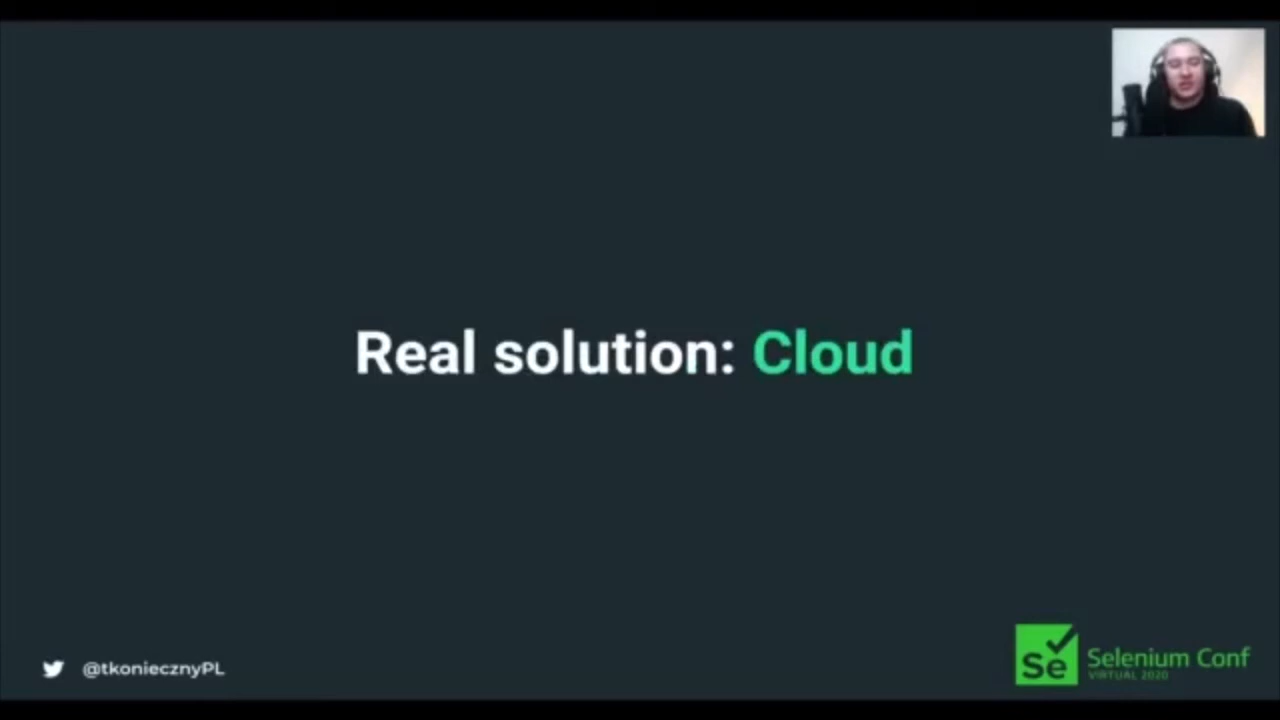 Real solution: Cloud
@tkoniecznyPL
Se
Selenium Conf
VIRTUAL 2020